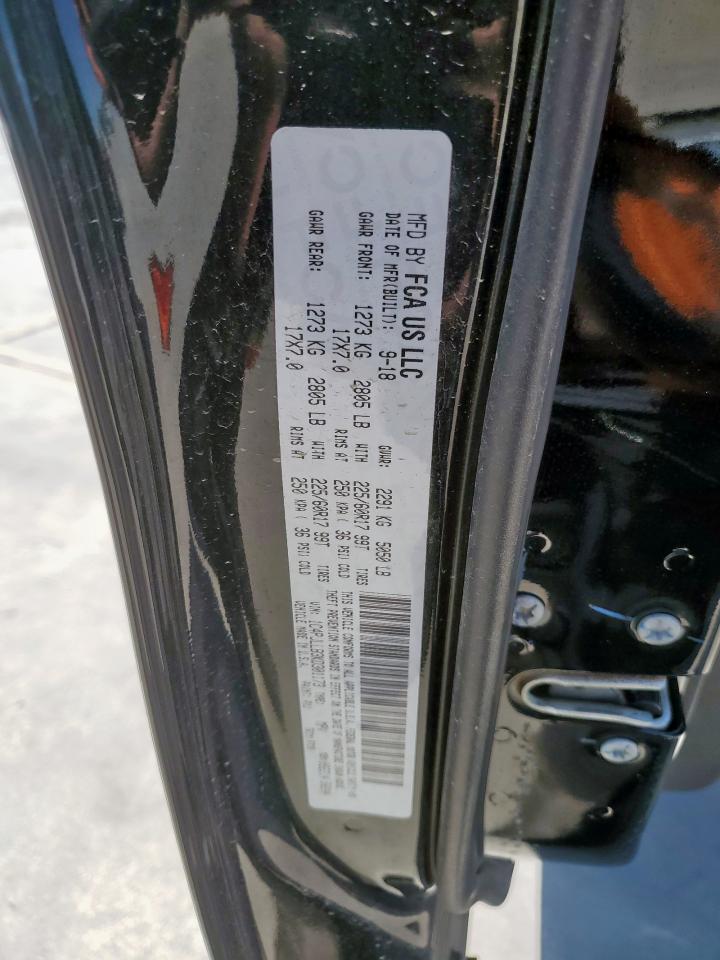 MFD BY FCA US LLC
DATE OF MFR(BUILT): 9-18 GVWR: 2291 KG 5050 LB
GAWR FRONT: 1273 KG 2805 LB WITH 225/60R17 99T TIRES
17X7.0 RIMS AT 250 KPA ( 36 PSI) COLD
GAWR REAR: 1273 KG 2805 LB WITH 225/60R17 99T TIRES
17X7.0 RIMS AT 250 KPA ( 36 PSI) COLD
THIS VEHICLE CONFORMS TO ALL APPLICABLE U.S.A. FEDERAL MOTOR VEHICLE SAFETY AND
THEFT PREVENTION STANDARDS IN EFFECT ON THE DATE OF MANUFACTURE SHOWN ABOVE.
VIN: TYPE: MPV
VEHICLE MADE IN U.S.A. PAINT: